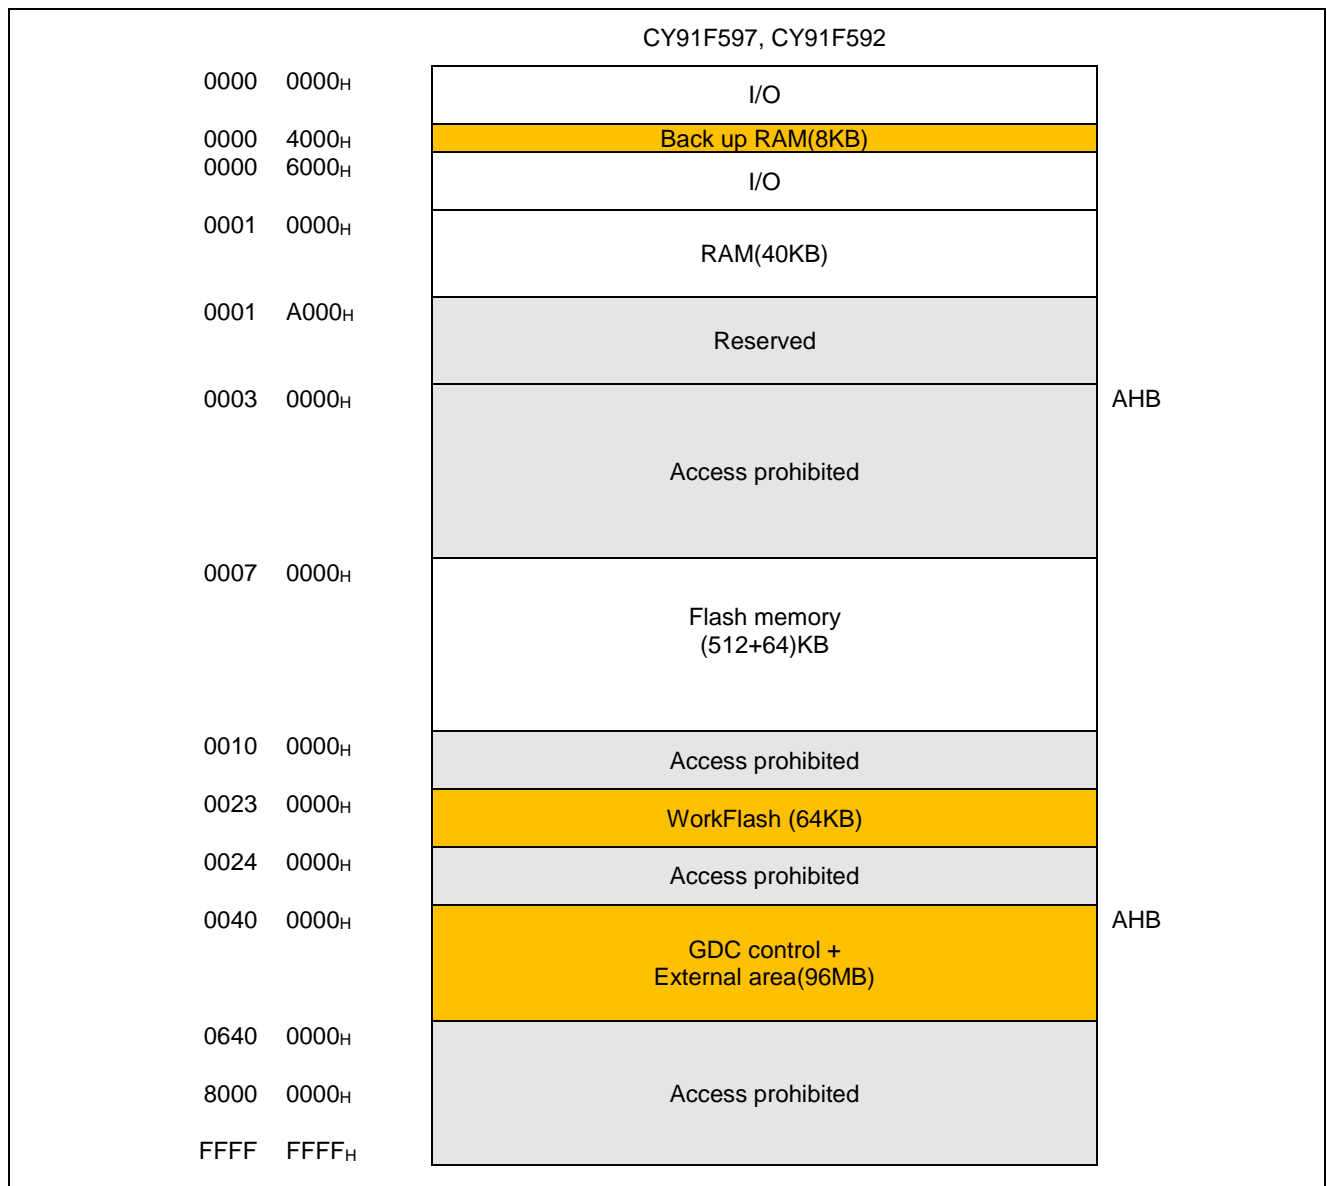 CY91F597, CY91F592
0000 0000H
I/O
0000 4000H
Back up RAM(8KB)
0000 6000H
I/O
0001 0000H
RAM(40KB)
0001 A000H
Reserved
0003 0000H
AHB
Access prohibited
0007 0000H
Flash memory
(512+64)KB
0010 0000H
Access prohibited
0023 0000H
WorkFlash (64KB)
0024 0000H
Access prohibited
0040 0000H
AHB
GDC control +
External area(96MB)
0640 0000H
8000 0000H
Access prohibited
FFFF FFFFH